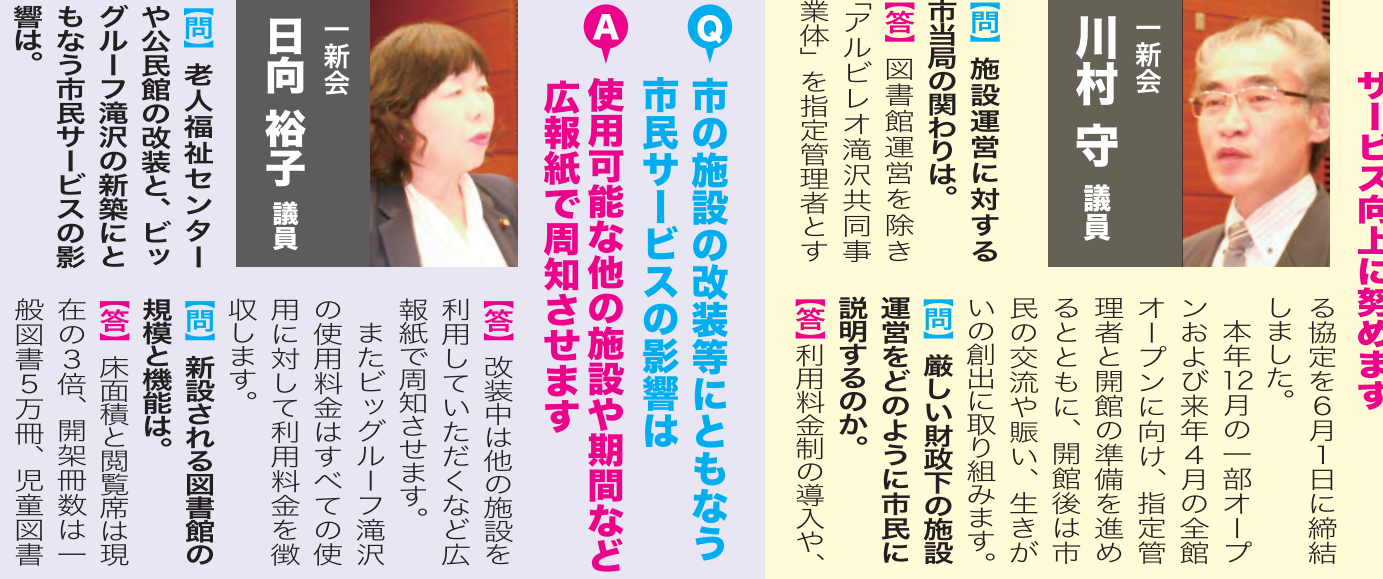 サービス向上に努めます
一新会
川村 守 議員
【問】 施設運営に対する
市当局の関わりは。
【答】 図書館運営を除き
「アルビレオ滝沢共同事
業体」を指定管理者とす
る協定を６月１日に締結
しました。
本年12月の一部オープ
ンおよび来年４月の全館
オープンに向け、指定管
理者と開館の準備を進め
るとともに、開館後は市
民の交流や賑い、生きが
いの創出に取り組みます。
【問】 厳しい財政下の施設
運営をどのように市民に
説明するのか。
【答】 利用料金制の導入や、
Q 市の施設の改装等にともなう
市民サービスの影響は
A 使用可能な他の施設や期間など
広報紙で周知させます
一新会
日向 裕子 議員
【問】 老人福祉センター
や公民館の改装と、ビッ
グルーフ滝沢の新築にと
もなう市民サービスの影
響は。
【答】 改装中は他の施設を
利用していただくなど広
報紙で周知させます。
またビッグルーフ滝沢
の使用料金はすべての使
用に対して利用料金を徴
収します。
【問】 新設される図書館の
規模と機能は。
【答】 床面積と閲覧席は現
在の３倍、開架冊数は一
般図書５万冊、児童図書